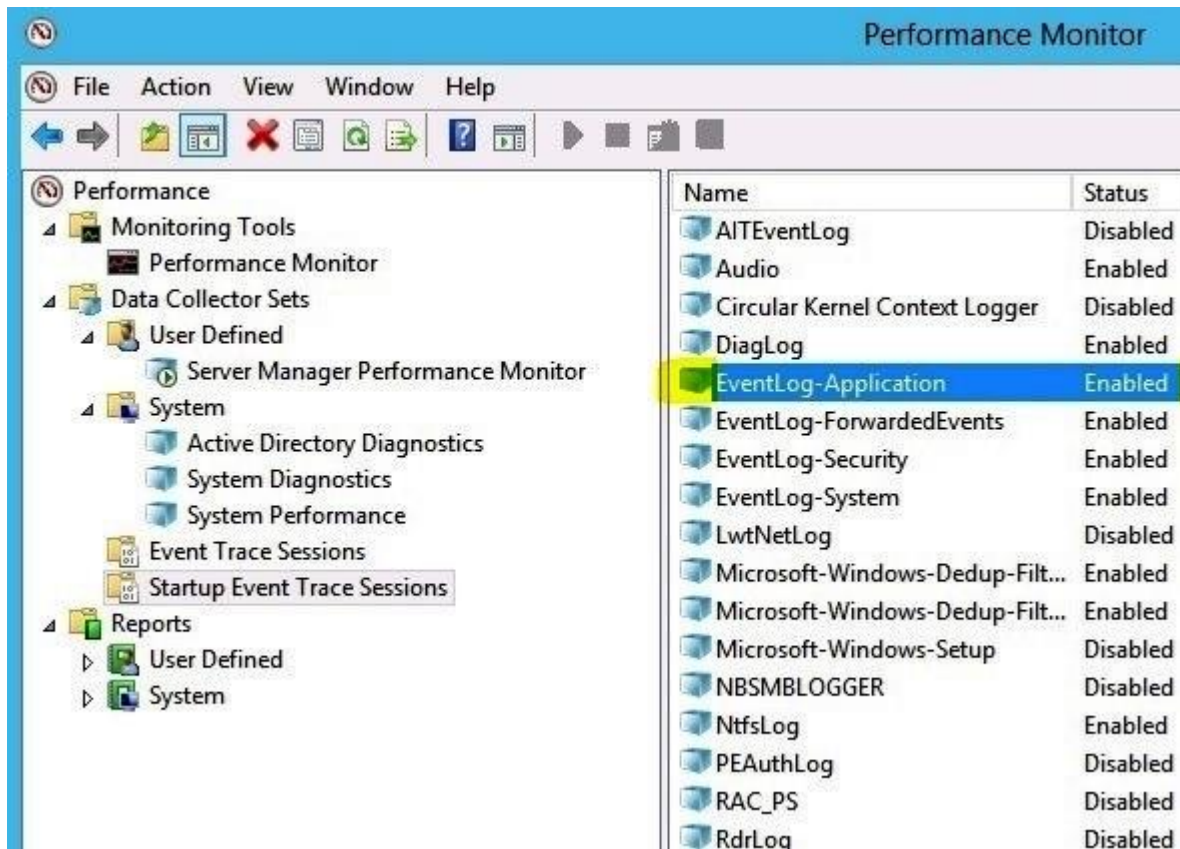 Performance Monitor
File Action View Window Help
Performance
Monitoring Tools
Performance Monitor
Data Collector Sets
User Defined
Server Manager Performance Monitor
System
Active Directory Diagnostics
System Diagnostics
System Performance
Event Trace Sessions
Startup Event Trace Sessions
Reports
User Defined
System
Name Status
AITEventLog Disabled
Audio Enabled
Circular Kernel Context Logger Disabled
DiagLog Enabled
EventLog-Application Enabled
EventLog-ForwardedEvents Enabled
EventLog-Security Enabled
EventLog-System Enabled
LwtNetLog Disabled
Microsoft-Windows-Dedup-Filt... Enabled
Microsoft-Windows-Dedup-Filt... Enabled
Microsoft-Windows-Setup Disabled
NBSMBLOGGER Disabled
NtfsLog Enabled
PEAuthLog Disabled
RAC_PS Disabled
RdrLog Disabled